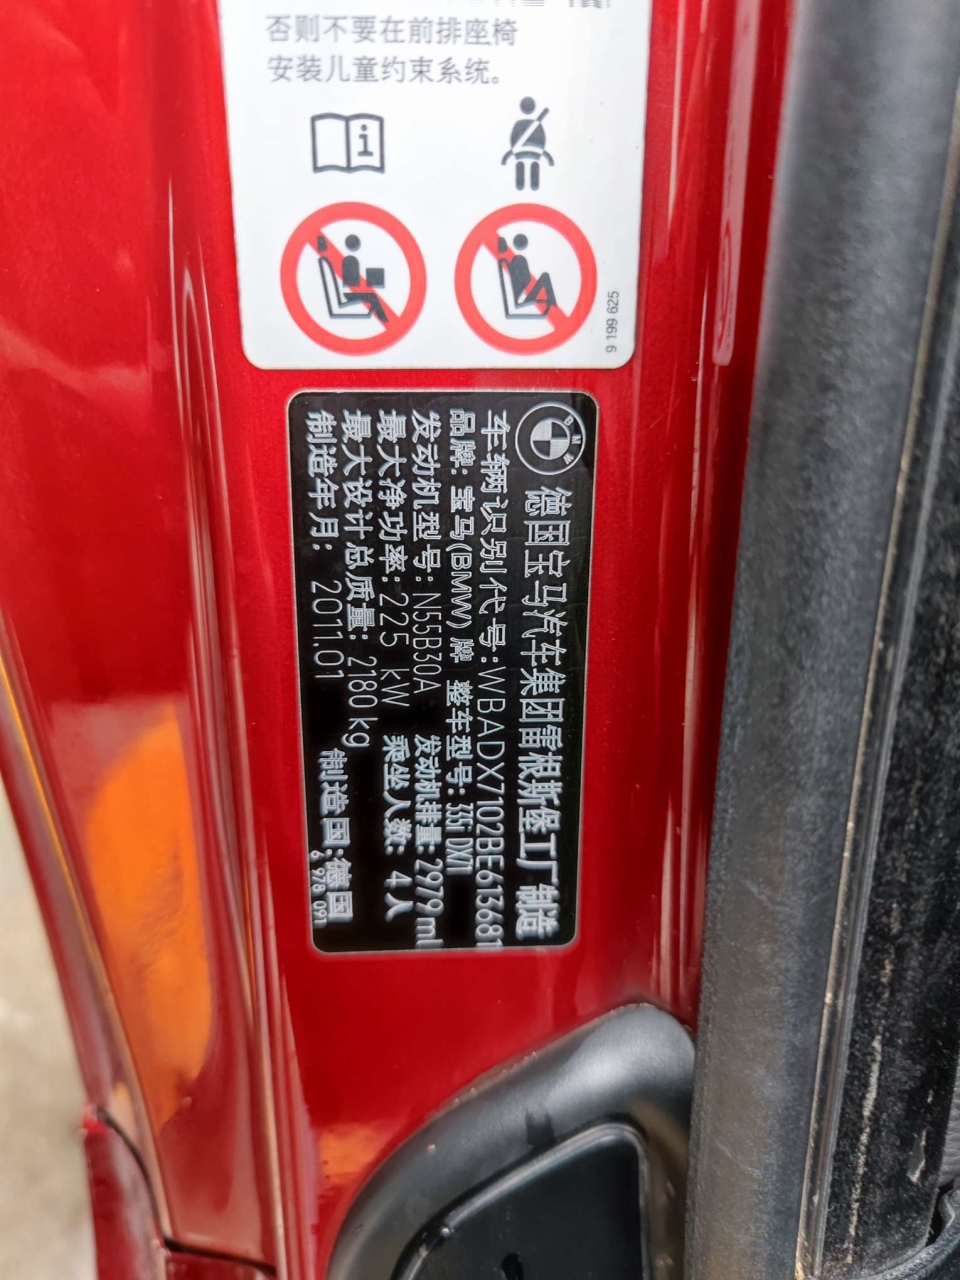 否则不要在前排座椅
安装儿童约束系统。
i
9 199 625
BMW
德国宝马汽车集团雷根斯堡工厂制造
车辆识别代号:WBADX7102BE613681
品牌:宝马(BMW)牌 整车型号:335i DX71
发动机型号:N55B30A 发动机排量:2979ml
最大净功率:225 kW 乘坐人数: 4人
最大设计总质量: 2180 kg
制造年月: 2011.01 制造国:德国
6 978 091